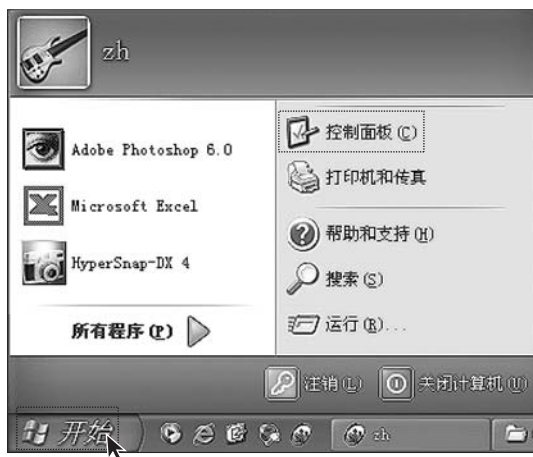 zh
Adobe Photoshop 6.0
Microsoft Excel
HyperSnap-DX 4
所有程序(P)
控制面板(C)
打印机和传真
帮助和支持(H)
搜索(S)
运行(R)...
注销(L)
关闭计算机(U)
开始
zh